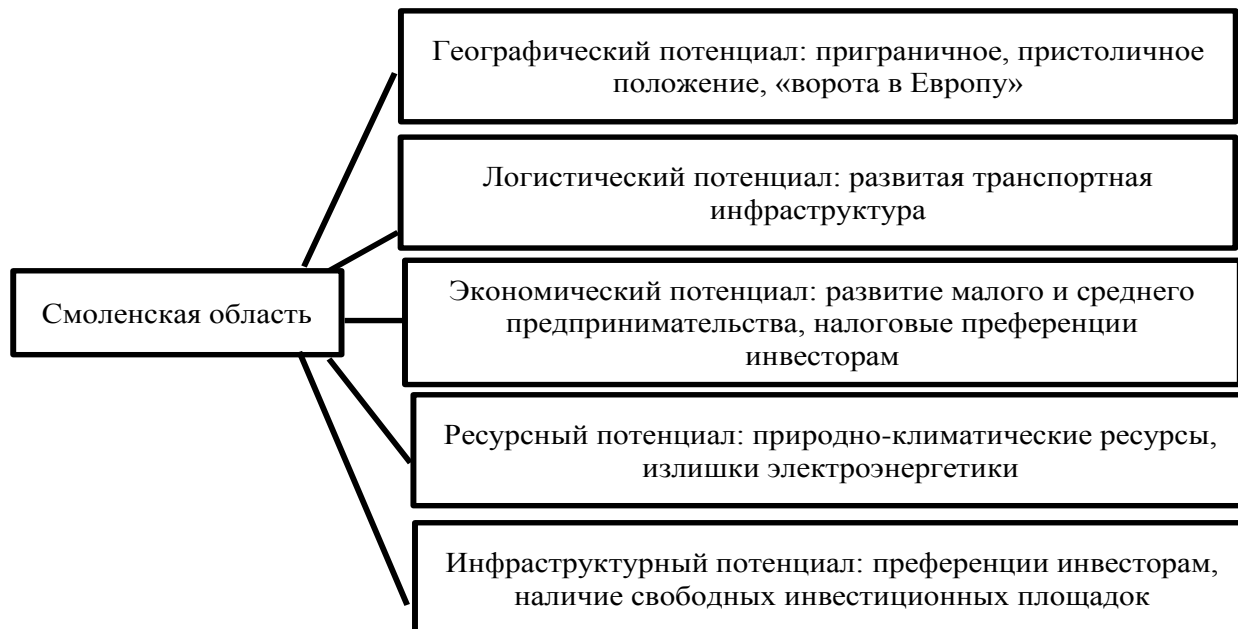 Географический потенциал: приграничное, пристоличное
положение, «ворота в Европу»
Логистический потенциал: развитая транспортная
инфраструктура
Смоленская область
Экономический потенциал: развитие малого и среднего
предпринимательства, налоговые преференции
инвесторам
Ресурсный потенциал: природно-климатические ресурсы,
излишки электроэнергетики
Инфраструктурный потенциал: преференции инвесторам,
наличие свободных инвестиционных площадок